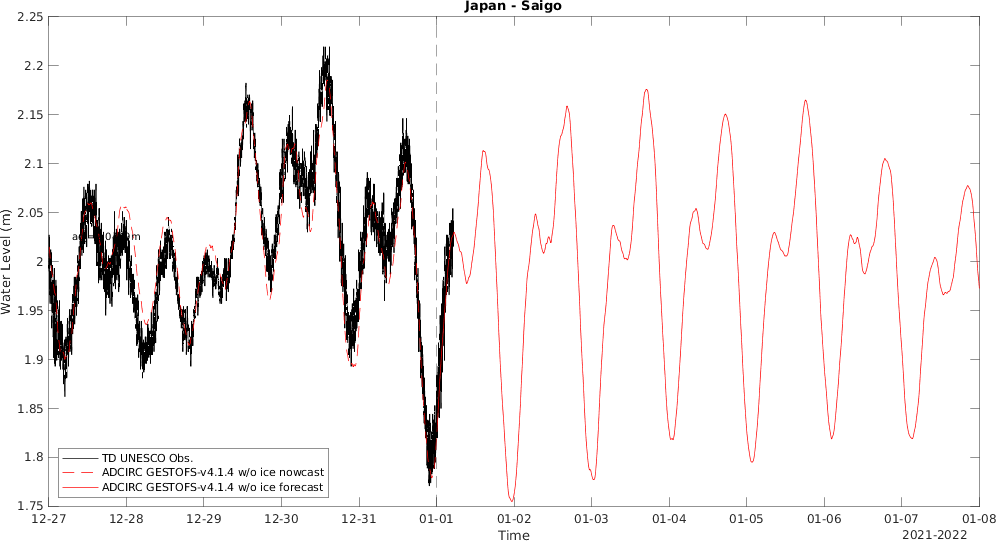 Japan - Saigo
2.25
2.2
2.15
2.1
2.05
2
1.95
1.9
1.85
1.8
1.75
Water Level (m)
TD UNESCO Obs.
ADCIRC GESTOFS-v4.1.4 w/o ice nowcast
ADCIRC GESTOFS-v4.1.4 w/o ice forecast
12-27 12-28 12-29 12-30 12-31 01-01 01-02 01-03 01-04 01-05 01-06 01-07 01-08
Time
2021-2022